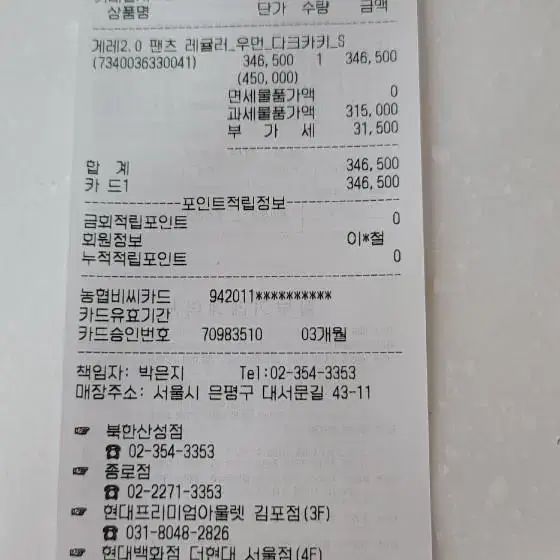 상품명 단가 수량 금액
게레2.0 팬츠 레귤러_우먼_다크카키_S
(7340036330041) 346,500 1 346,500
(450,000)
면세물품가액 0
과세물품가액 315,000
부 가 세 31,500
합 계 346,500
카 드1 346,500
---------------포인트적립정보---------------
금회적립포인트 0
회원정보 이*절
누적적립포인트 0
농협비씨카드 942011**********
카드유효기간
카드승인번호 70983510 03개월
책임자: 박은지 Tel:02-354-3353
매장주소: 서울시 은평구 대서문길 43-11
☞ 북한산성점
☎ 02-354-3353
☞ 종로점
☎ 02-2271-3353
☞ 현대프리미엄아울렛 김포점(3F)
☎ 031-8048-2826
☞ 현대백화점 더현대 서울점(4F)